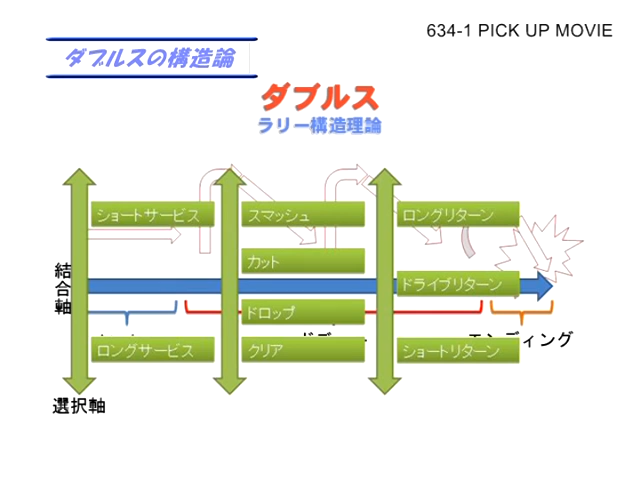 634-1 PICK UP MOVIE
ダブルスの構造論
ダブルス
ラリー構造理論
ショートサービス
スマッシュ
ロングリターン
カット
結合軸
ドライブリターン
ドロップ
エンディング
ロングサービス
クリア
ショートリターン
選択軸